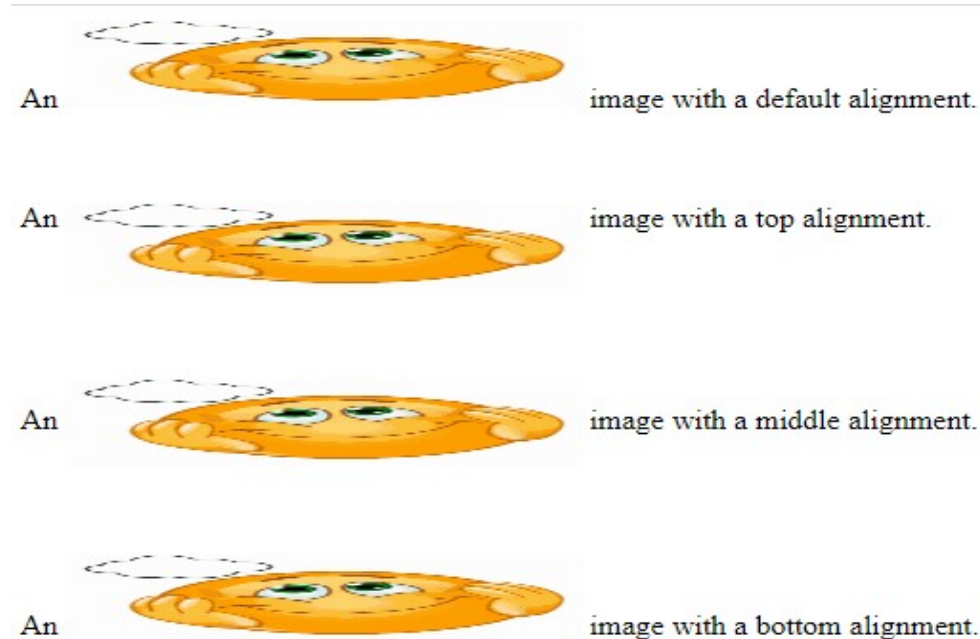 An image with a default alignment.
An image with a top alignment.
An image with a middle alignment.
An image with a bottom alignment.